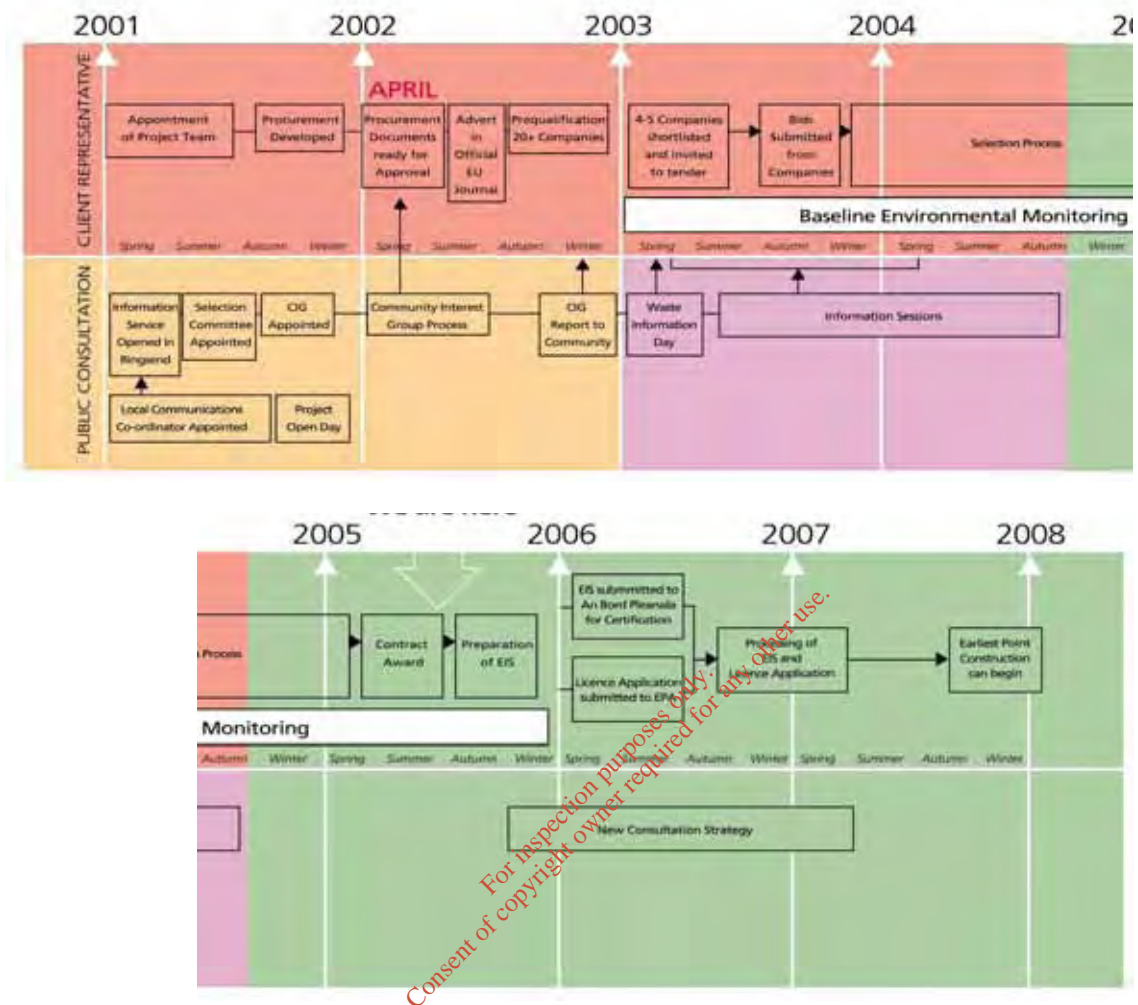 2001
2002
2003
2004
CLIENT REPRESENTATIVE
APRIL
Appointment
of Project Team
Procurement
Developed
Procurement
Documents
ready for
Approval
Advert
in
Official
EU
Journal
Prequalification
20+ Companies
4-5 Companies
shortlisted
and invited
to tender
Bids
Submitted
from
Companies
Selection Process
Baseline Environmental Monitoring
Spring Summer Autumn Winter Spring Summer Autumn Winter Spring Summer Autumn Winter Spring Summer Autumn Winter
PUBLIC CONSULTATION
Information
Service
Opened in
Ringsend
Selection
Committee
Appointed
CIG
Appointed
Community Interest
Group Process
CIG
Report to
Community
Waste
Information
Day
Information Sessions
Local Communications
Co-ordinator Appointed
Project
Open Day
2005
2006
2007
2008
Process
Contract
Award
Preparation
of EIS
EIS submmitted to
An Bord Pleanala
for Certification
Licence Application
submitted to EPA
Processing of
EIS and
Licence Application
Earliest Point
Construction
can begin
Monitoring
Autumn Winter Spring Summer Autumn Winter Spring Summer Autumn Winter Spring Summer Autumn Winter
New Consultation Strategy
For inspection purposes only.
Consent of copyright owner required for any other use.